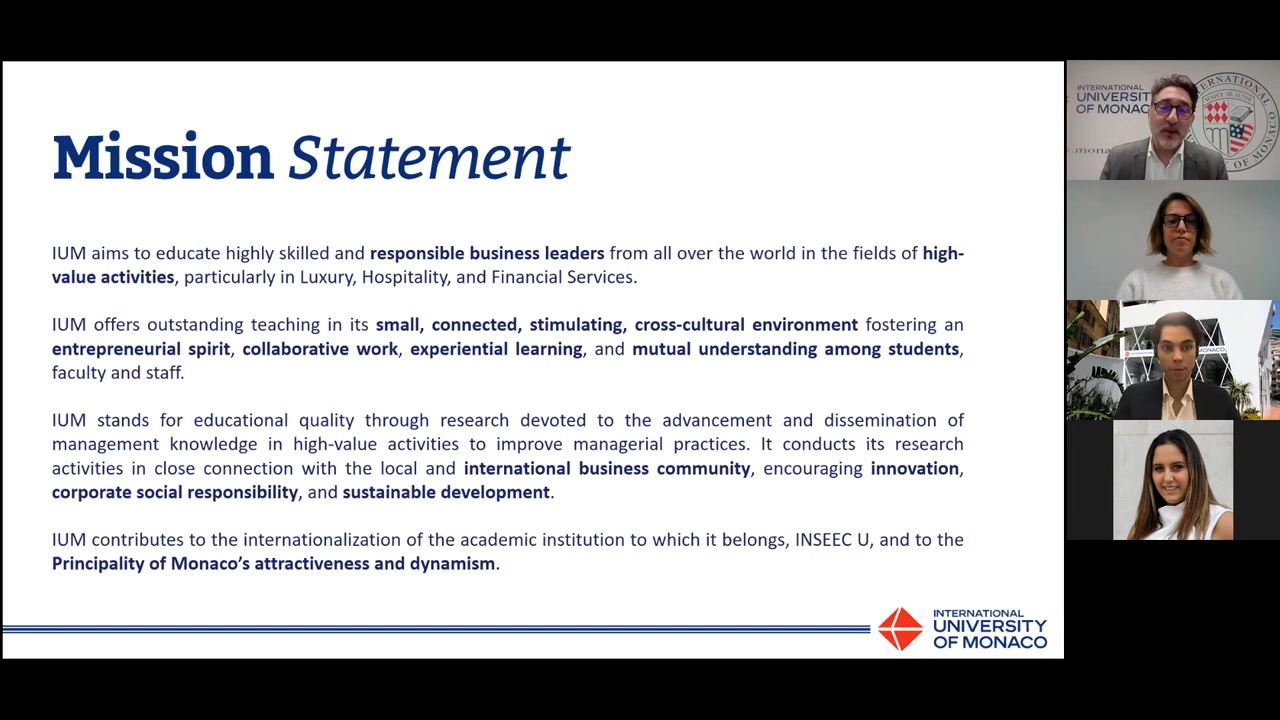 Mission Statement
IUM aims to educate highly skilled and responsible business leaders from all over the world in the fields of high-
value activities, particularly in Luxury, Hospitality, and Financial Services.
IUM offers outstanding teaching in its small, connected, stimulating, cross-cultural environment fostering an
entrepreneurial spirit, collaborative work, experiential learning, and mutual understanding among students,
faculty and staff.
IUM stands for educational quality through research devoted to the advancement and dissemination of
management knowledge in high-value activities to improve managerial practices. It conducts its research
activities in close connection with the local and international business community, encouraging innovation,
corporate social responsibility, and sustainable development.
IUM contributes to the internationalization of the academic institution to which it belongs, INSEEC U, and to the
Principality of Monaco’s attractiveness and dynamism.
INTERNATIONAL
UNIVERSITY
OF MONACO
INTERNATIONAL
UNIVERSITY
OF MONACO
MONACO